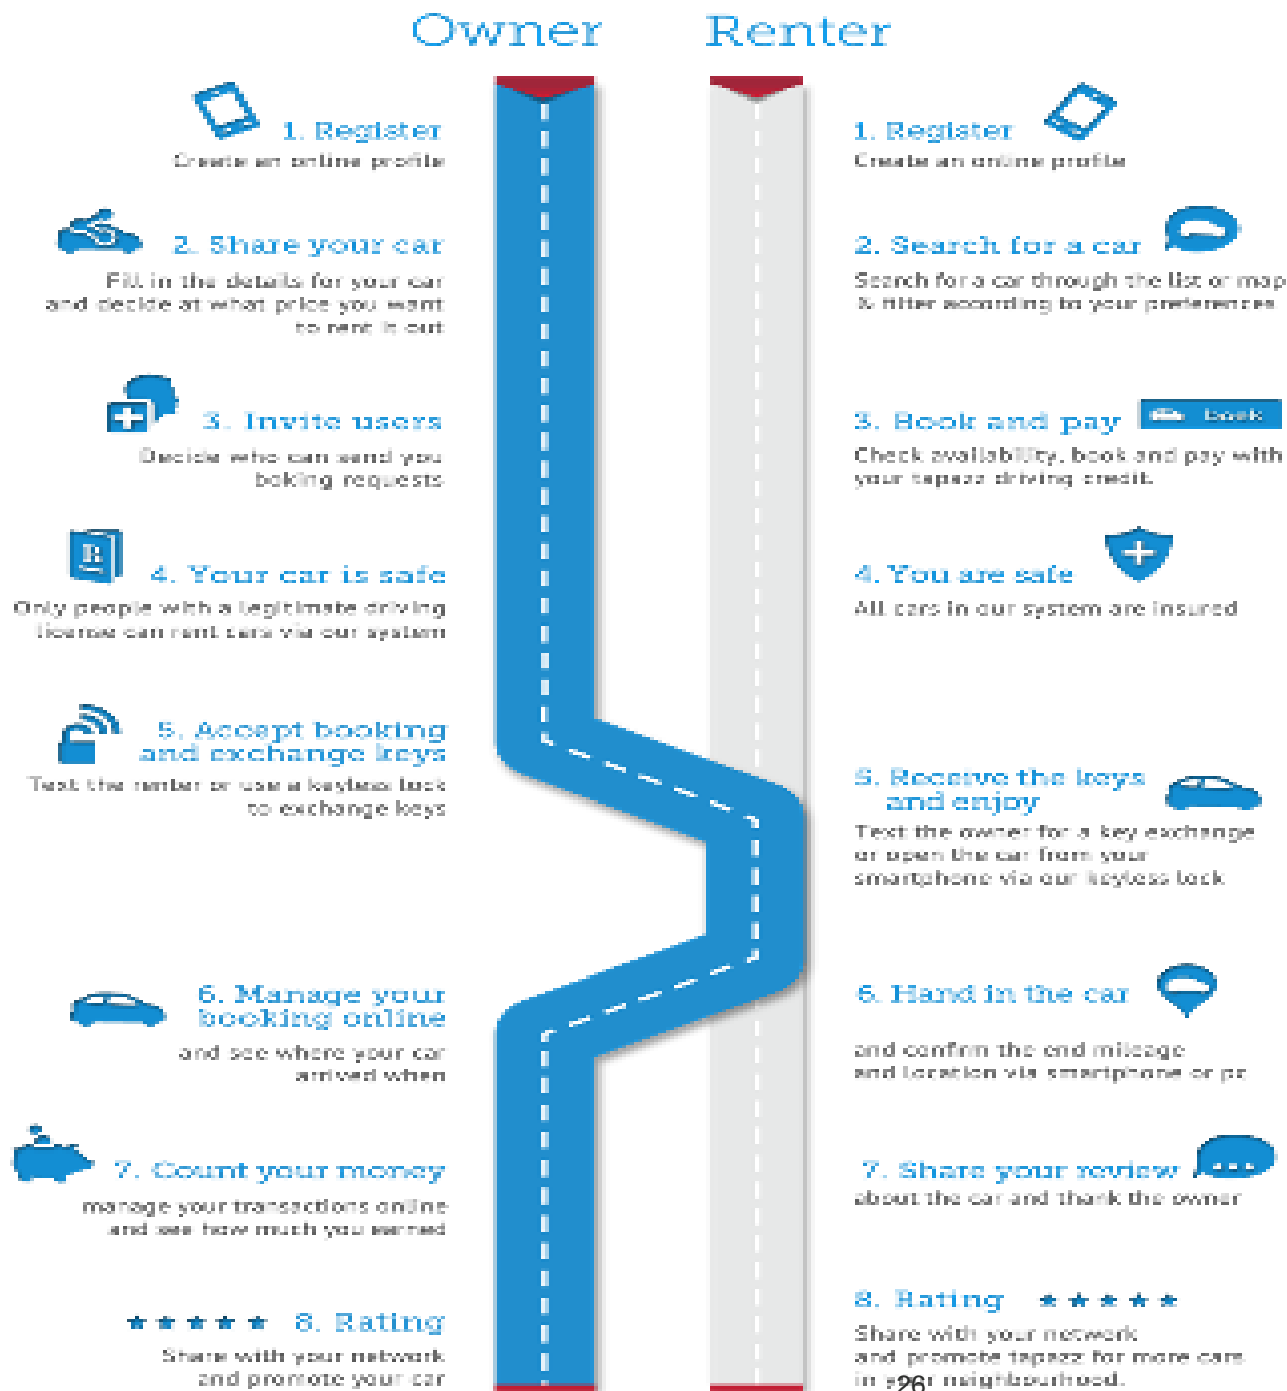 Owner
1. Register
Create an online profile
2. Share your car
Fill in the details for your car
and decide at what price you want
to rent it out
3. Invite users
Decide who can send you
boking requests
4. Your car is safe
Only people with a legitimate driving
license can rent cars via our system
5. Accept booking
and exchange keys
Text the renter or use a keyless lock
to exchange keys
6. Manage your
booking online
and see where your car
arrived when
7. Count your money
manage your transactions online
and see how much you earned
8. Rating
Share with your network
and promote your car
Renter
1. Register
Create an online profile
2. Search for a car
Search for a car through the list or map
& filter according to your preferences
3. Book and pay
book
Check availability, book and pay with
your tapazz driving credit.
4. You are safe
All cars in our system are insured
5. Receive the keys
and enjoy
Text the owner for a key exchange
or open the car from your
smartphone via our keyless lock
6. Hand in the car
and confirm the end mileage
and location via smartphone or pc
7. Share your review
about the car and thank the owner
8. Rating
Share with your network
and promote tapazz for more cars
in your neighbourhood.
26